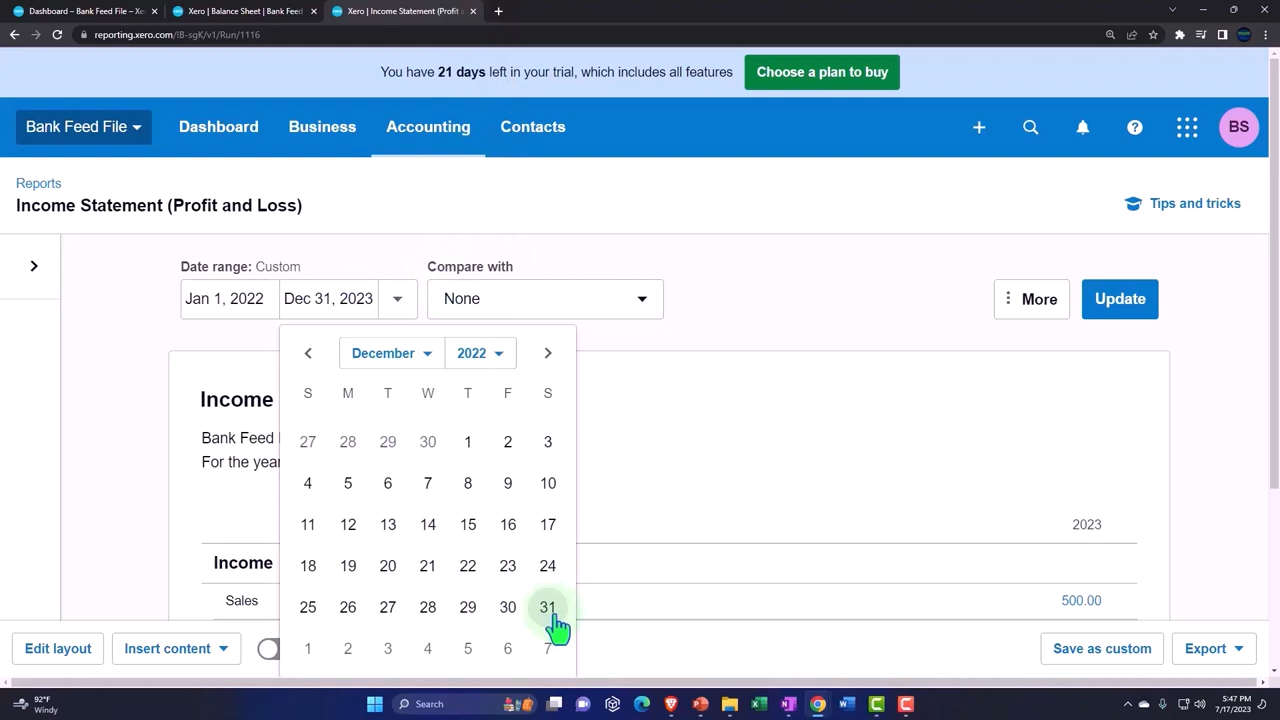 Dashboard – Bank Feed File – Xe
Xero | Balance Sheet | Bank Feed
Xero | Income Statement (Profit a
reporting.xero.com/!B-sgK/v1/Run/1116
You have 21 days left in your trial, which includes all features
Choose a plan to buy
Bank Feed File
Dashboard
Business
Accounting
Contacts
BS
Reports
Income Statement (Profit and Loss)
Tips and tricks
Date range: Custom
Compare with
Jan 1, 2022
Dec 31, 2023
None
More
Update
December
2022
S M T W T F S
27 28 29 30 1 2 3
4 5 6 7 8 9 10
11 12 13 14 15 16 17
18 19 20 21 22 23 24
25 26 27 28 29 30 31
1 2 3 4 5 6 7
Income
Bank Feed
For the year
2023
Income
Sales
500.00
Edit layout
Insert content
Save as custom
Export
92°F
Windy
Search
5:47 PM
7/17/2023